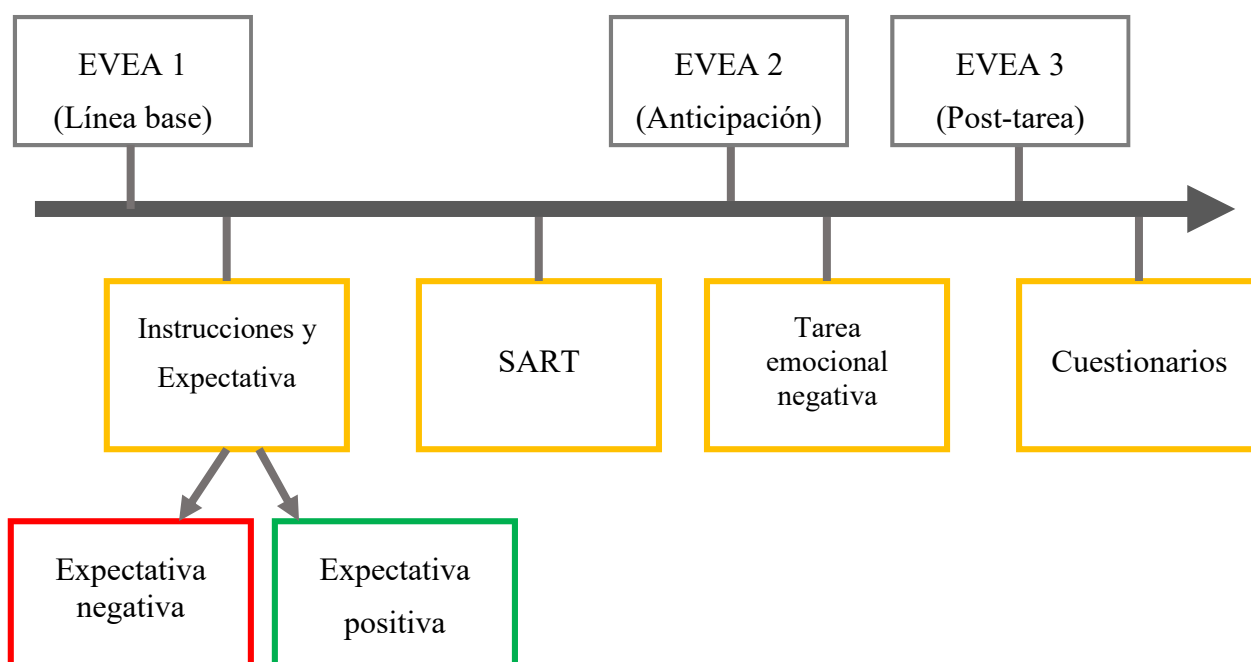 EVEA 1
(Línea base)
EVEA 2
(Anticipación)
EVEA 3
(Post-tarea)
Instrucciones y
Expectativa
SART
Tarea
emocional
negativa
Cuestionarios
Expectativa
negativa
Expectativa
positiva